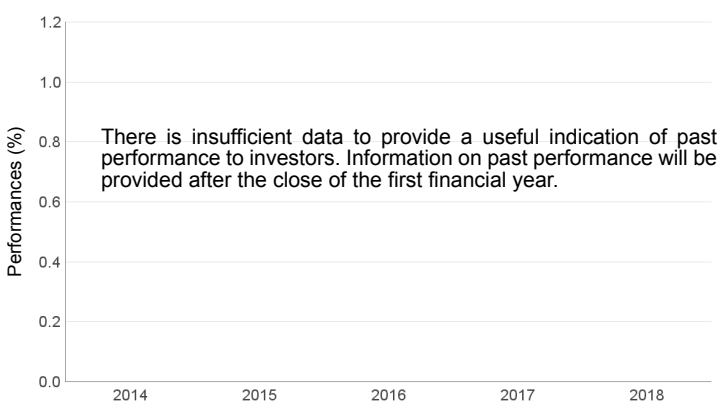 1.2
1.0
Performances (%)
0.8
There is insufficient data to provide a useful indication of past
performance to investors. Information on past performance will be
provided after the close of the first financial year.
0.6
0.4
0.2
0.0
2014 2015 2016 2017 2018